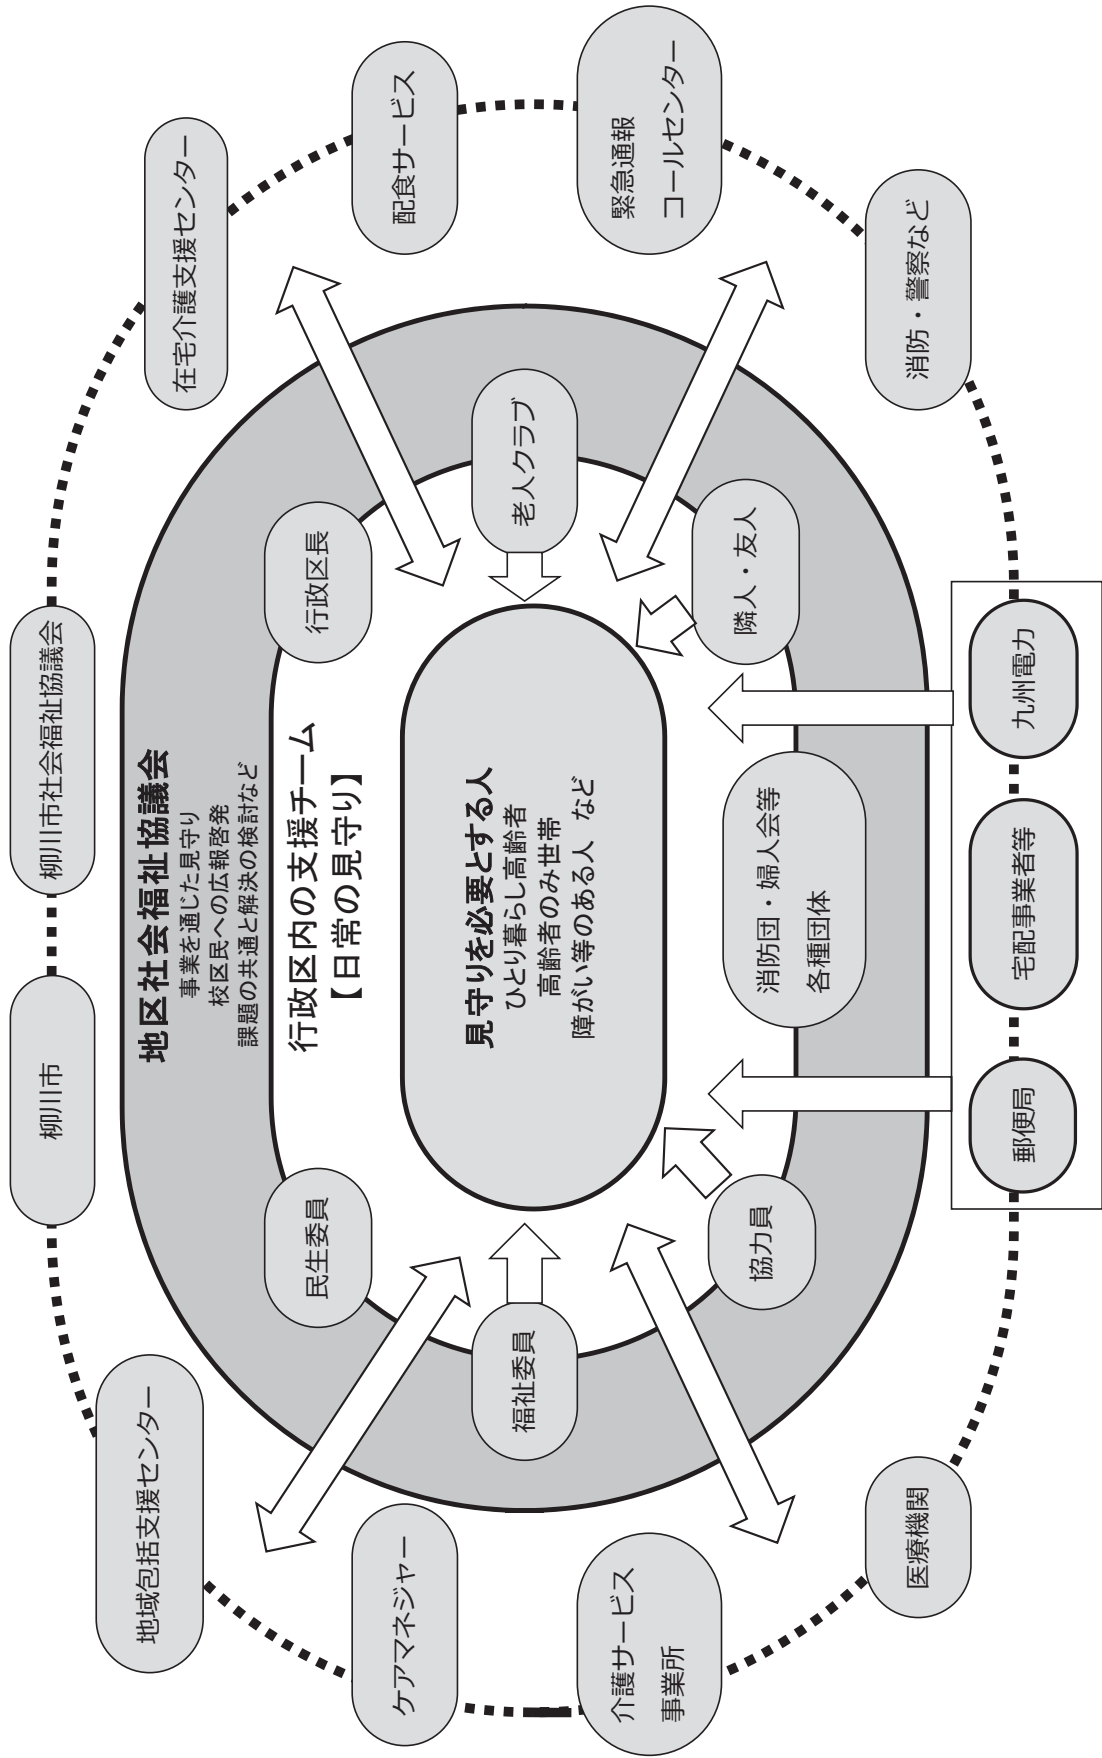 柳川市
柳川市社会福祉協議会
地域包括支援センター
在宅介護支援センター
地区社会福祉協議会
事業を通じた見守り
校区民への広報啓発
課題の共通と解決の検討など
行政区内の支援チーム
【日常の見守り】
民生委員
行政区長
ケアマネジャー
配食サービス
福祉委員
見守りを必要とする人
ひとり暮らし高齢者
高齢者のみ世帯
障がい等のある人 など
老人クラブ
介護サービス
事業所
緊急通報
コールセンター
協力員
消防団・婦人会等
各種団体
隣人・友人
医療機関
消防・警察など
郵便局
宅配事業者等
九州電力